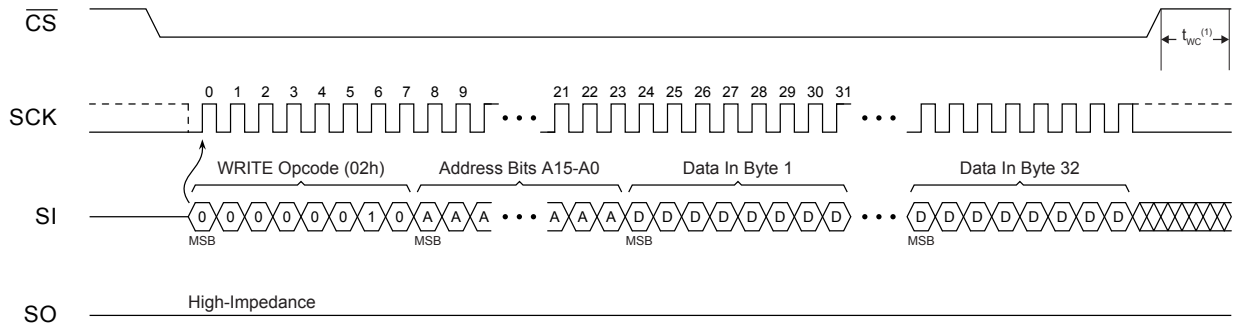 CS
t_WC(1)
0 1 2 3 4 5 6 7 8 9 21 22 23 24 25 26 27 28 29 30 31
SCK
WRITE Opcode (02h) Address Bits A15-A0 Data In Byte 1 Data In Byte 32
SI 0 0 0 0 0 0 1 0 A A A A A A D D D D D D D D D D D D D D D D
MSB MSB MSB MSB
High-Impedance
SO